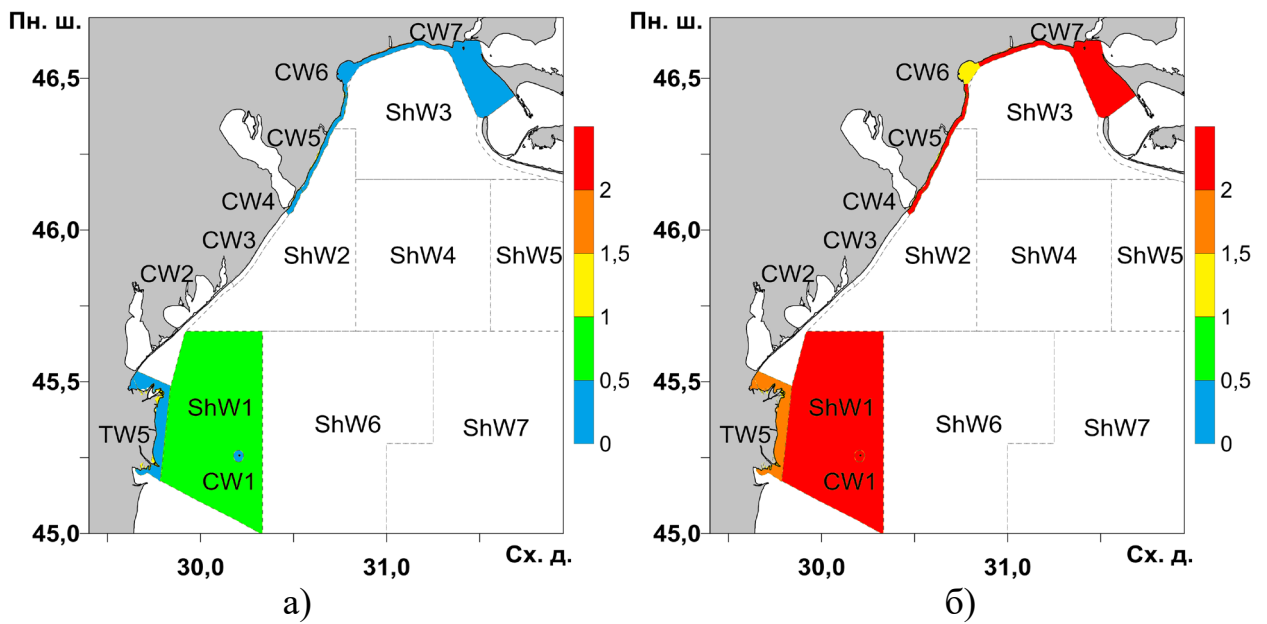 Пн. ш.
CW7
46,5
CW6
ShW3
CW5
CW4
2
46,0
CW3
ShW2
ShW4
ShW5
1,5
CW2
1
45,5
0,5
ShW1
ShW6
ShW7
TW5
0
CW1
45,0
Сх. д.
30,0
31,0
а)
Пн. ш.
CW7
46,5
CW6
ShW3
CW5
CW4
2
46,0
CW3
ShW2
ShW4
ShW5
1,5
CW2
1
45,5
0,5
ShW1
ShW6
ShW7
TW5
0
CW1
45,0
Сх. д.
30,0
31,0
б)